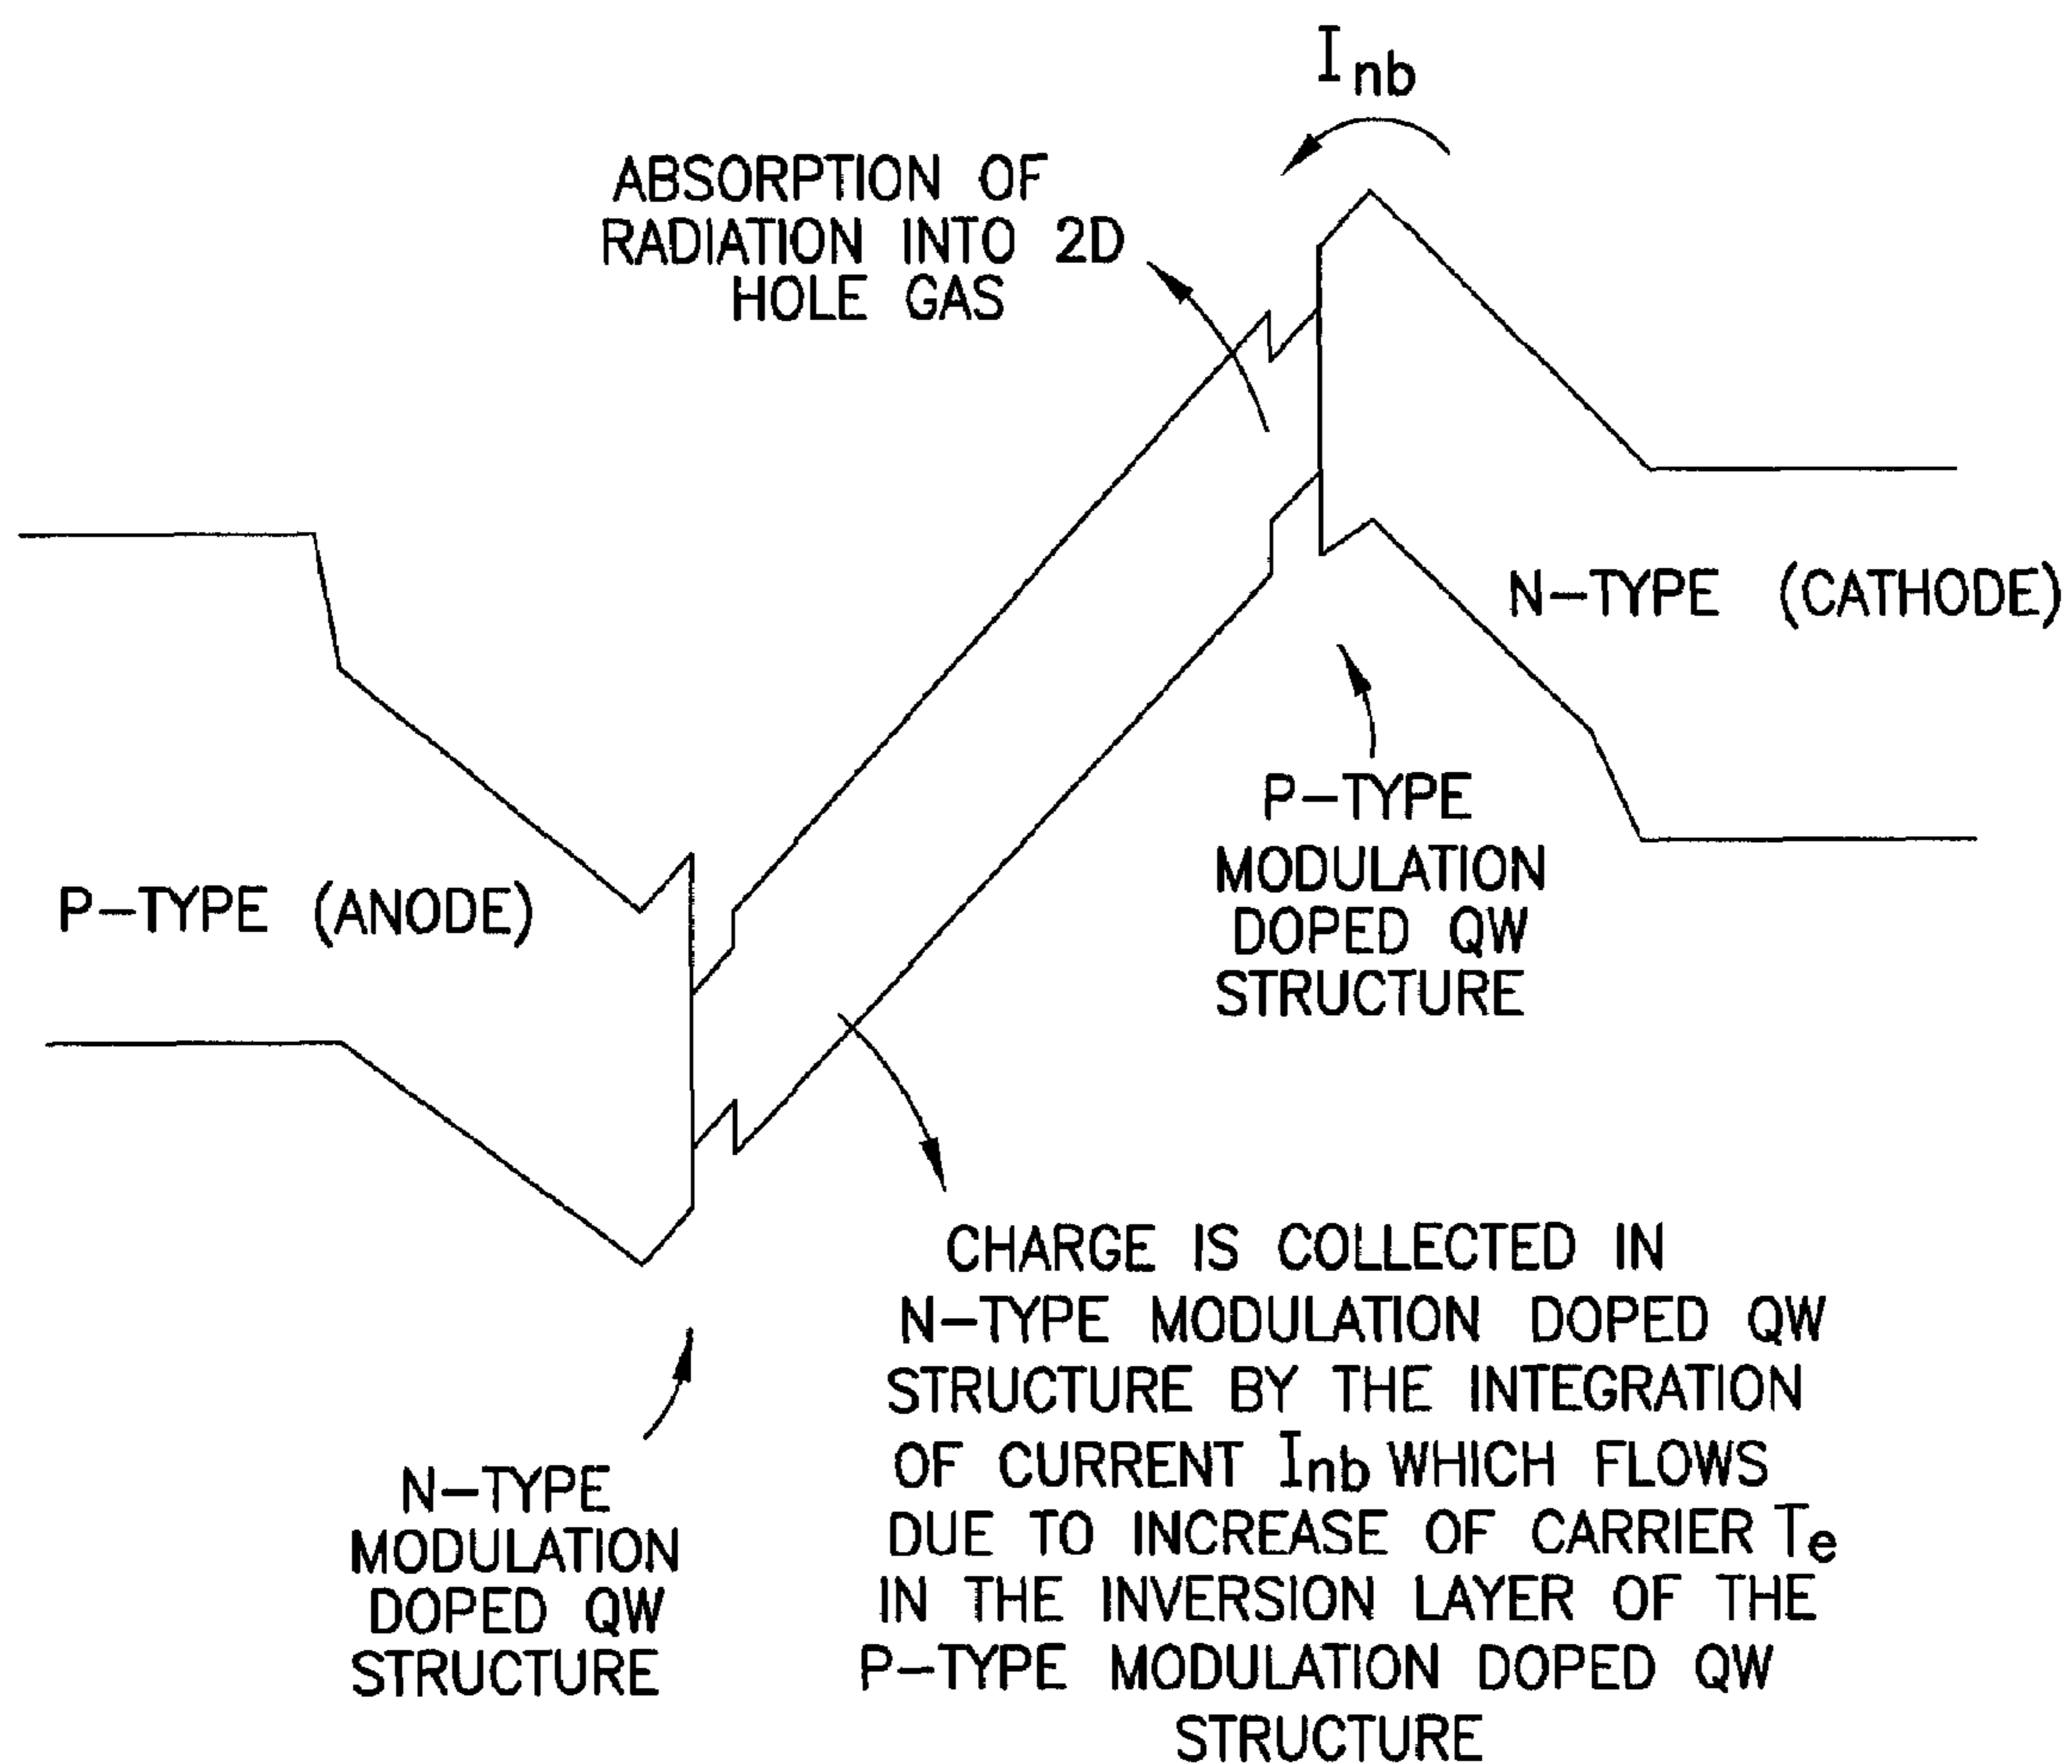 Inb
ABSORPTION OF
RADIATION INTO 2D
HOLE GAS
N-TYPE (CATHODE)
P-TYPE
MODULATION
DOPED QW
STRUCTURE
P-TYPE (ANODE)
CHARGE IS COLLECTED IN
N-TYPE MODULATION DOPED QW
STRUCTURE BY THE INTEGRATION
OF CURRENT Inb WHICH FLOWS
DUE TO INCREASE OF CARRIER Te
IN THE INVERSION LAYER OF THE
P-TYPE MODULATION DOPED QW
STRUCTURE
N-TYPE
MODULATION
DOPED QW
STRUCTURE